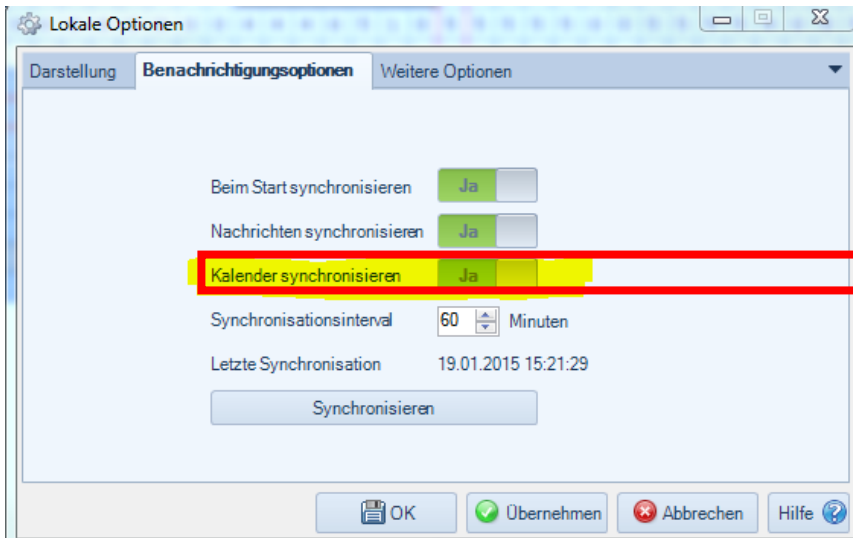 Lokale Optionen
Darstellung Benachrichtigungsoptionen Weitere Optionen
Beim Start synchronisieren Ja
Nachrichten synchronisieren Ja
Kalender synchronisieren Ja
Synchronisationsinterval 60 Minuten
Letzte Synchronisation 19.01.2015 15:21:29
Synchronisieren
OK Übernehmen Abbrechen Hilfe